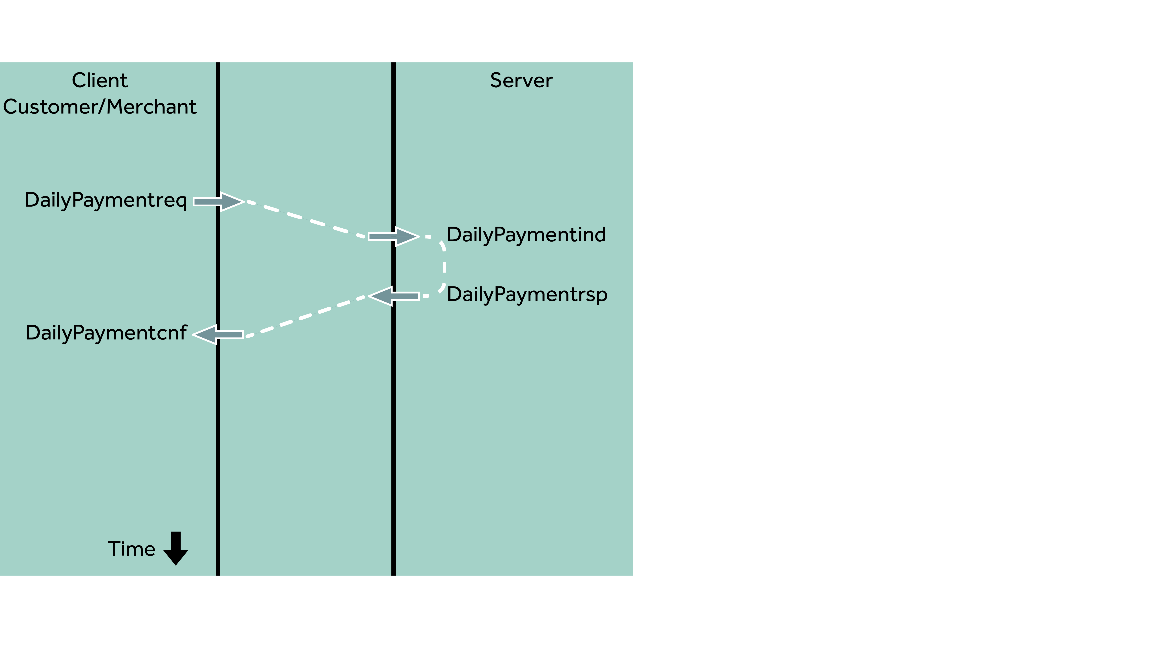 Client
Customer/Merchant
Server
DailyPaymentreq
DailyPaymentind
DailyPaymentrsp
DailyPaymentcnf
Time